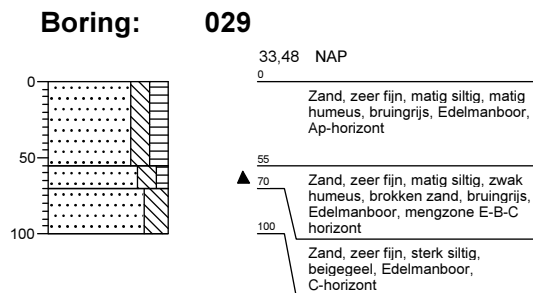 Boring: 029
33,48 NAP
0
0
Zand, zeer fijn, matig siltig, matig
humeus, bruingrijs, Edelmanboor,
Ap-horizont
50
55
70
Zand, zeer fijn, matig siltig, zwak
humeus, brokken zand, bruingrijs,
Edelmanboor, mengzone E-B-C
horizont
100
100
Zand, zeer fijn, sterk siltig,
beigegeel, Edelmanboor,
C-horizont